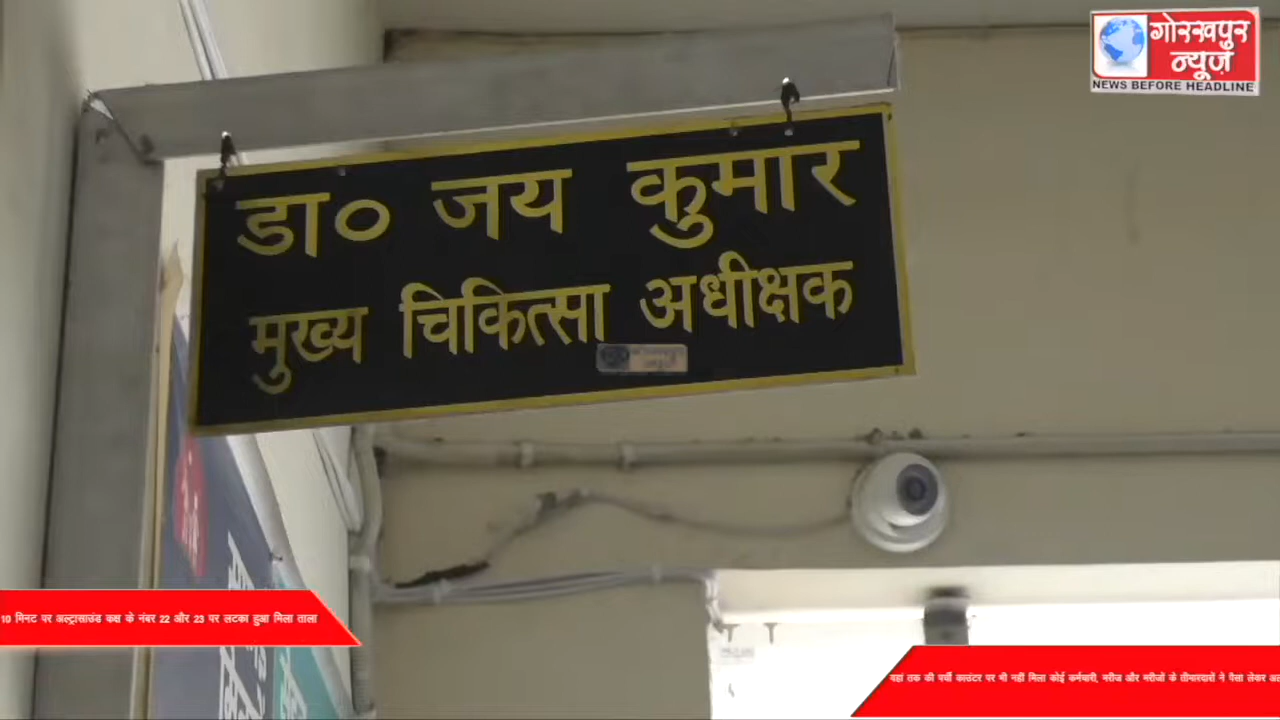 गोरखपुर
न्यूज़
NEWS BEFORE HEADLINE
डा० जय कुमार
मुख्य चिकित्सा अधीक्षक
10 मिनट पर अल्ट्रासाउंड कक्ष के नंबर 22 और 23 पर लटका हुआ मिला ताला
यहां तक की पर्ची काउंटर पर भी नहीं मिला कोई कर्मचारी, मरीज और मरीजों के तीमारदारों ने पैसा लेकर